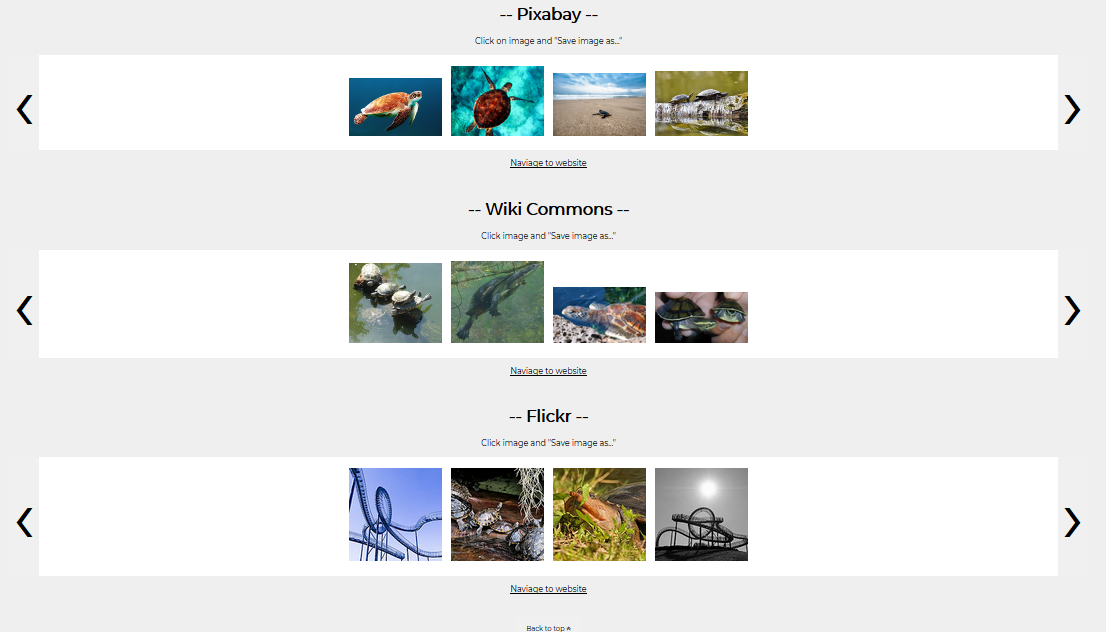 -- Pixabay --
Click on image and "Save image as..."
Naviage to website
-- Wiki Commons --
Click image and "Save image as..."
Naviage to website
-- Flickr --
Click image and "Save image as..."
Naviage to website
Back to top